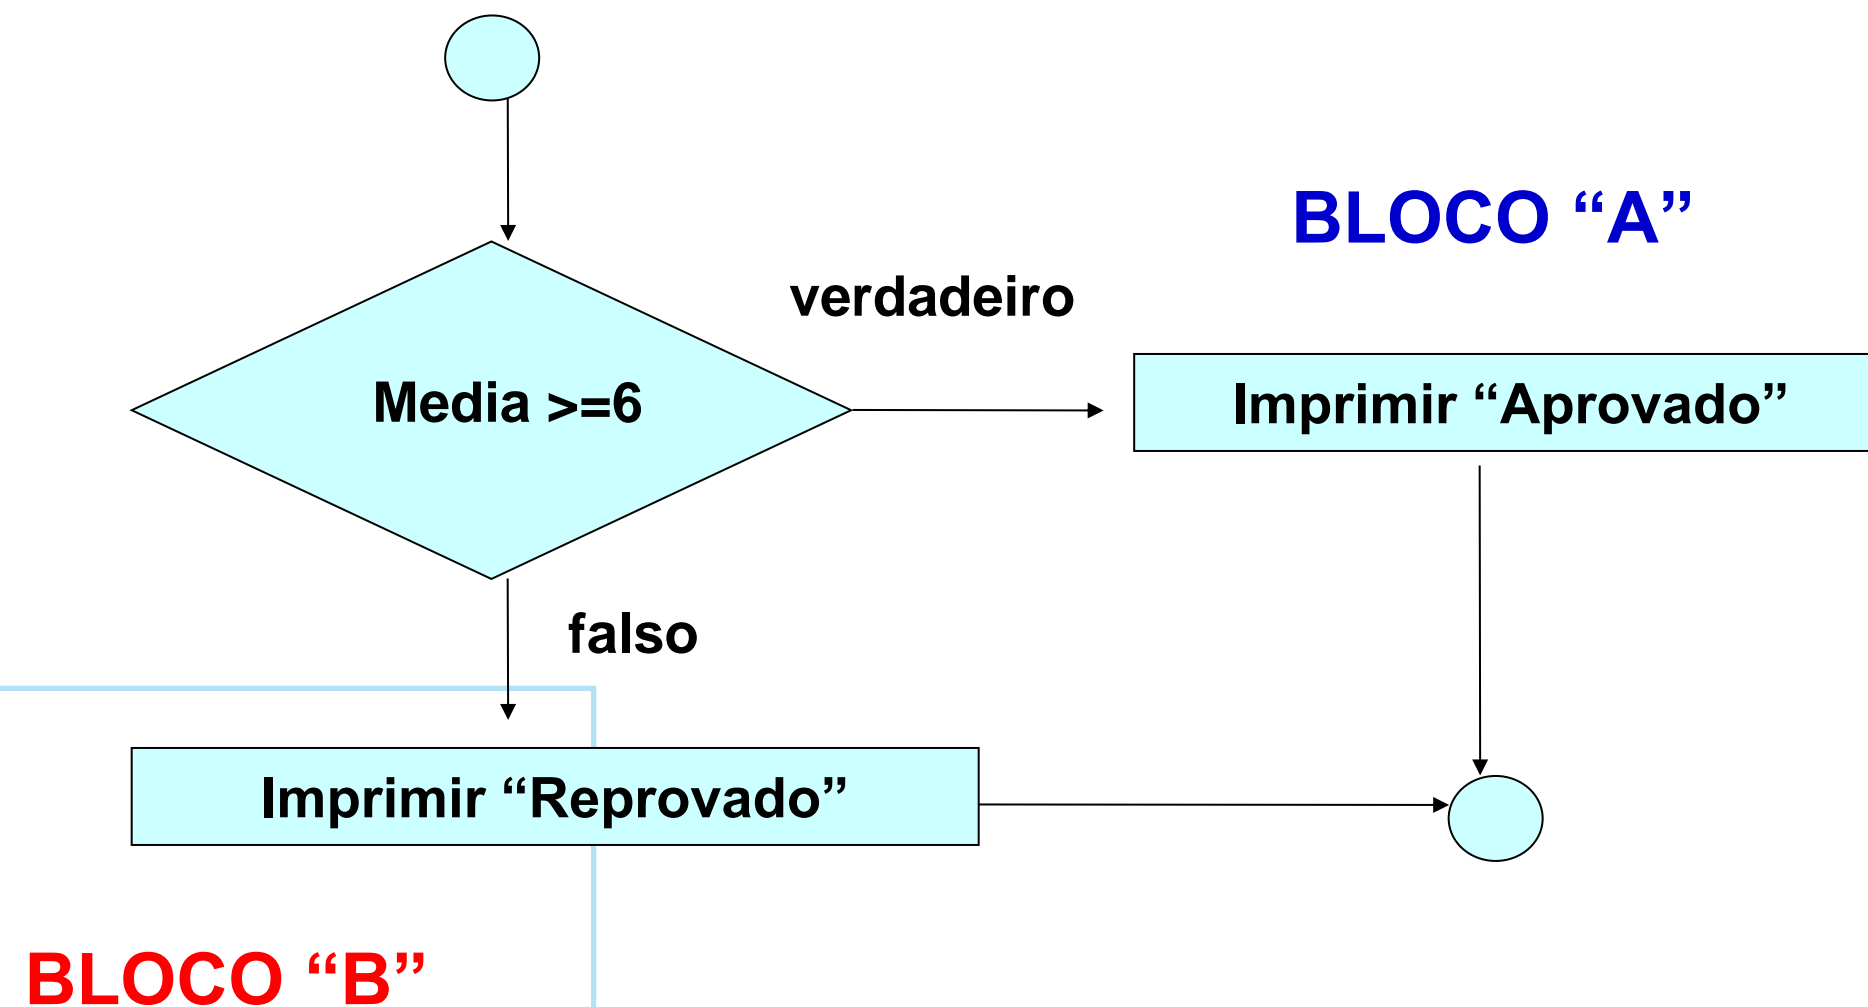 BLOCO “A”
verdadeiro
Media >=6
Imprimir “Aprovado”
falso
Imprimir “Reprovado”
BLOCO “B”